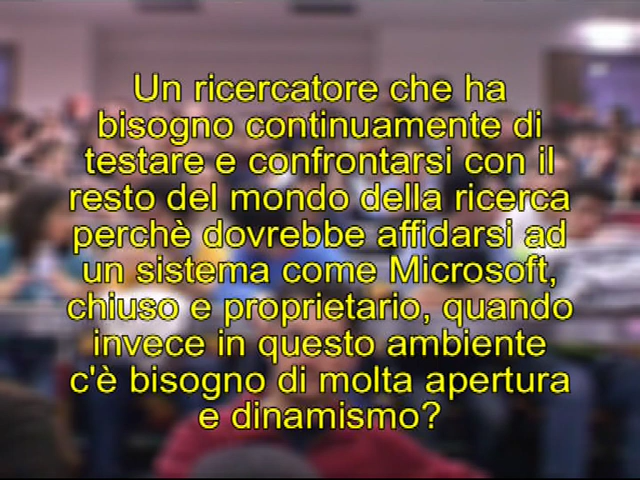 Un ricercatore che ha
bisogno continuamente di
testare e confrontarsi con il
resto del mondo della ricerca
perchè dovrebbe affidarsi ad
un sistema come Microsoft,
chiuso e proprietario, quando
invece in questo ambiente
c'è bisogno di molta apertura
e dinamismo?